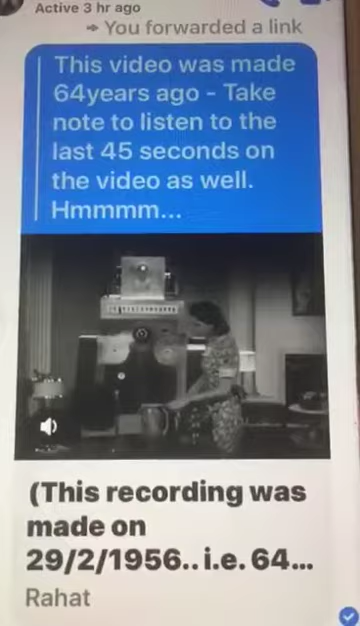 Active 3 hr ago
You forwarded a link
This video was made
64years ago - Take
note to listen to the
last 45 seconds on
the video as well.
Hmmmm...
(This recording was
made on
29/2/1956.. i.e. 64...
Rahat